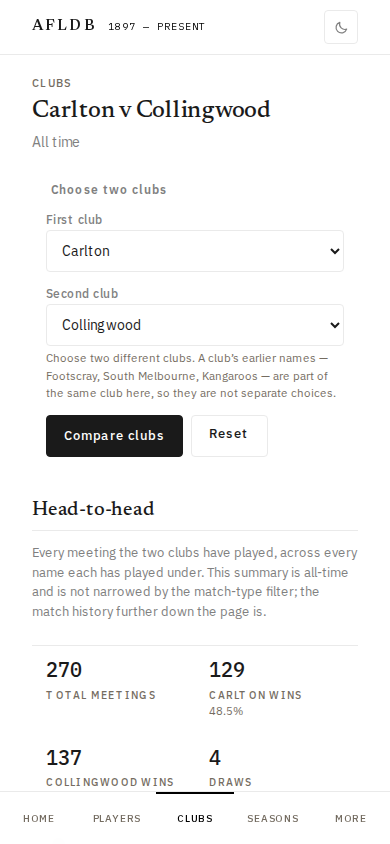 AFLDB 1897 — PRESENT
CLUBS
Carlton v Collingwood
All time
Choose two clubs
First club
Carlton
Second club
Collingwood
Choose two different clubs. A club's earlier names —
Footscray, South Melbourne, Kangaroos — are part of
the same club here, so they are not separate choices.
Compare clubs Reset
Head-to-head
Every meeting the two clubs have played, across every
name each has played under. This summary is all-time
and is not narrowed by the match-type filter; the
match history further down the page is.
270 129
TOTAL MEETINGS CARLTON WINS
48.5%
137 4
COLLINGWOOD WINS DRAWS
HOME PLAYERS CLUBS SEASONS MORE